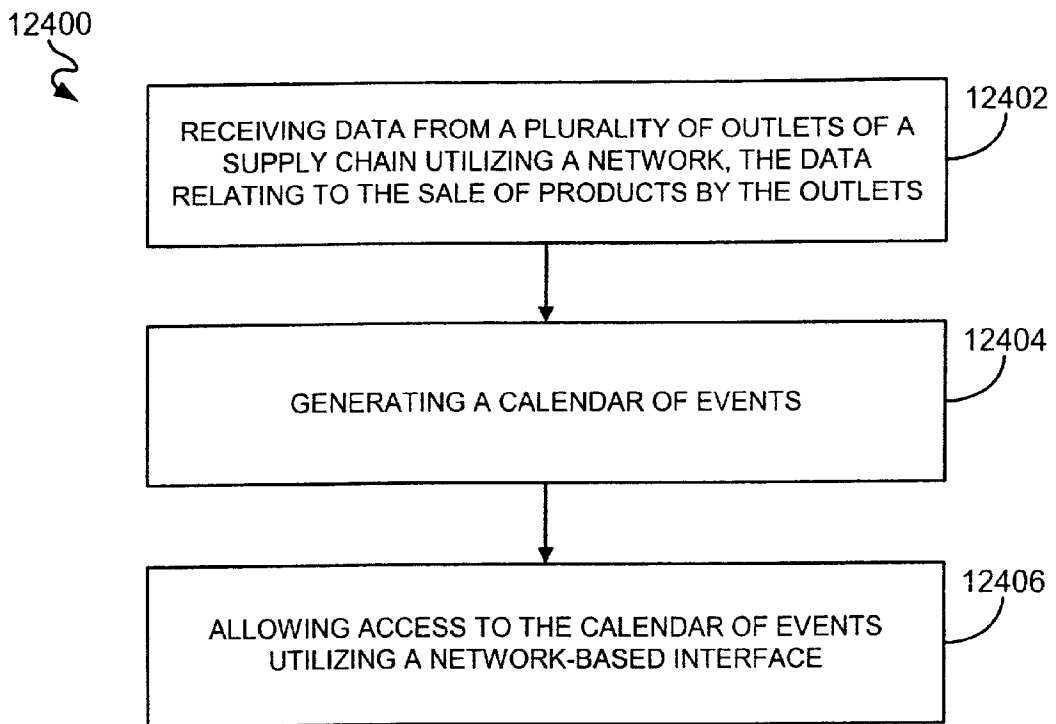 12400
12402
RECEIVING DATA FROM A PLURALITY OF OUTLETS OF A
SUPPLY CHAIN UTILIZING A NETWORK, THE DATA
RELATING TO THE SALE OF PRODUCTS BY THE OUTLETS
12404
GENERATING A CALENDAR OF EVENTS
12406
ALLOWING ACCESS TO THE CALENDAR OF EVENTS
UTILIZING A NETWORK-BASED INTERFACE